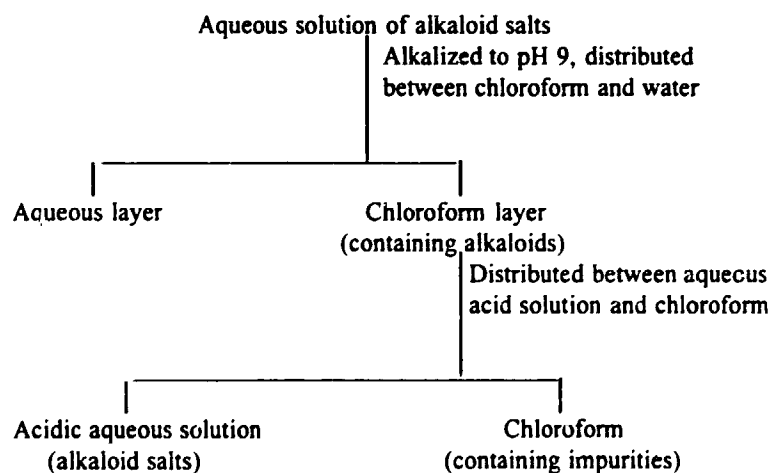 Aqueous solution of alkaloid salts
Alkalized to pH 9, distributed
between chloroform and water
Aqueous layer
Chloroform layer
(containing alkaloids)
Distributed between aquecus
acid solution and chloroform
Acidic aqueous solution
(alkaloid salts)
Chloroform
(containing impurities)